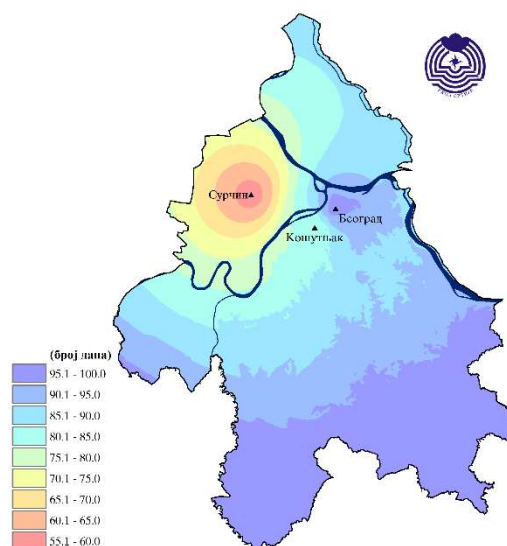 Сурчин
Београд
Кошутњак
(број дана)
95.1 - 100.0
90.1 - 95.0
85.1 - 90.0
80.1 - 85.0
75.1 - 80.0
70.1 - 75.0
65.1 - 70.0
60.1 - 65.0
55.1 - 60.0